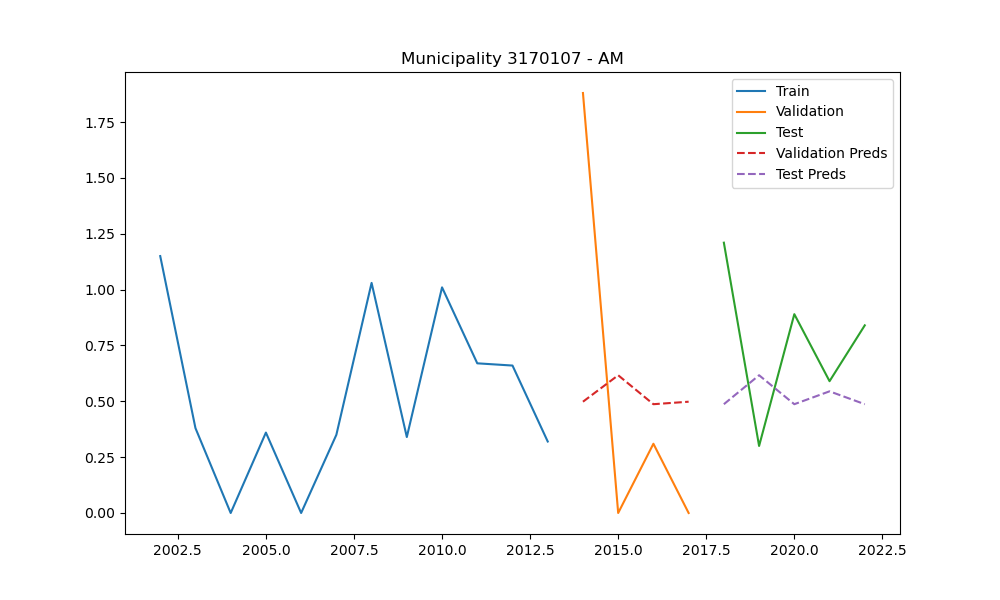 Municipality 3170107 - AM
Train
Validation
Test
Validation Preds
Test Preds
1.75
1.50
1.25
1.00
0.75
0.50
0.25
0.00
2002.5 2005.0 2007.5 2010.0 2012.5 2015.0 2017.5 2020.0 2022.5